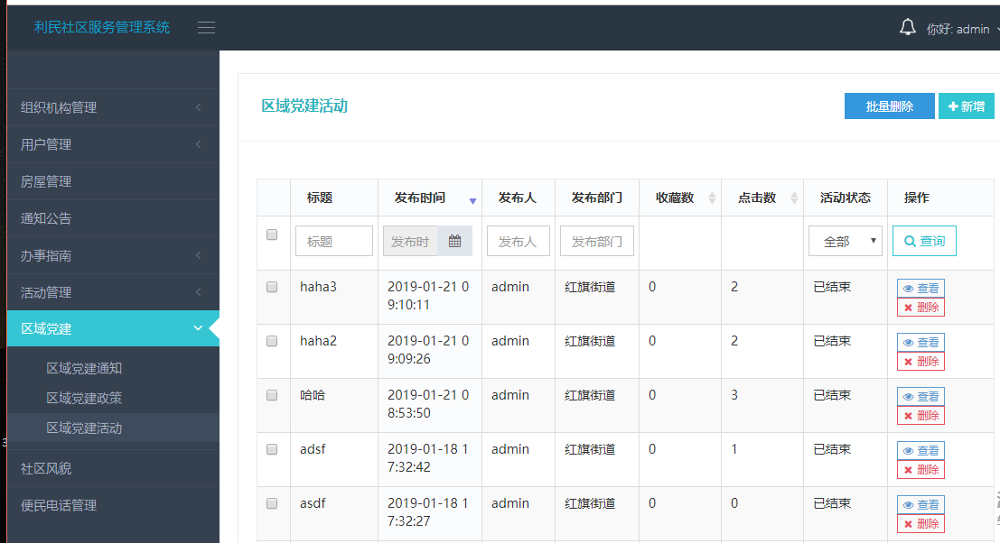 利民社区服务管理系统
你好: admin
组织机构管理
用户管理
房屋管理
通知公告
办事指南
活动管理
区域党建
区域党建通知
区域党建政策
区域党建活动
社区风貌
便民电话管理
区域党建活动
批量删除 新增
标题 发布时间 发布人 发布部门 收藏数 点击数 活动状态 操作
标题 发布时 发布人 发布部门 全部 查询
haha3 2019-01-21 0 admin 红旗街道 0 2 已结束 查看
9:10:11 删除
haha2 2019-01-21 0 admin 红旗街道 0 2 已结束 查看
9:09:26 删除
哈哈 2019-01-21 0 admin 红旗街道 0 3 已结束 查看
8:53:50 删除
adsf 2019-01-18 1 admin 红旗街道 0 1 已结束 查看
7:32:42 删除
asdf 2019-01-18 1 admin 红旗街道 0 0 已结束 查看
7:32:27 删除